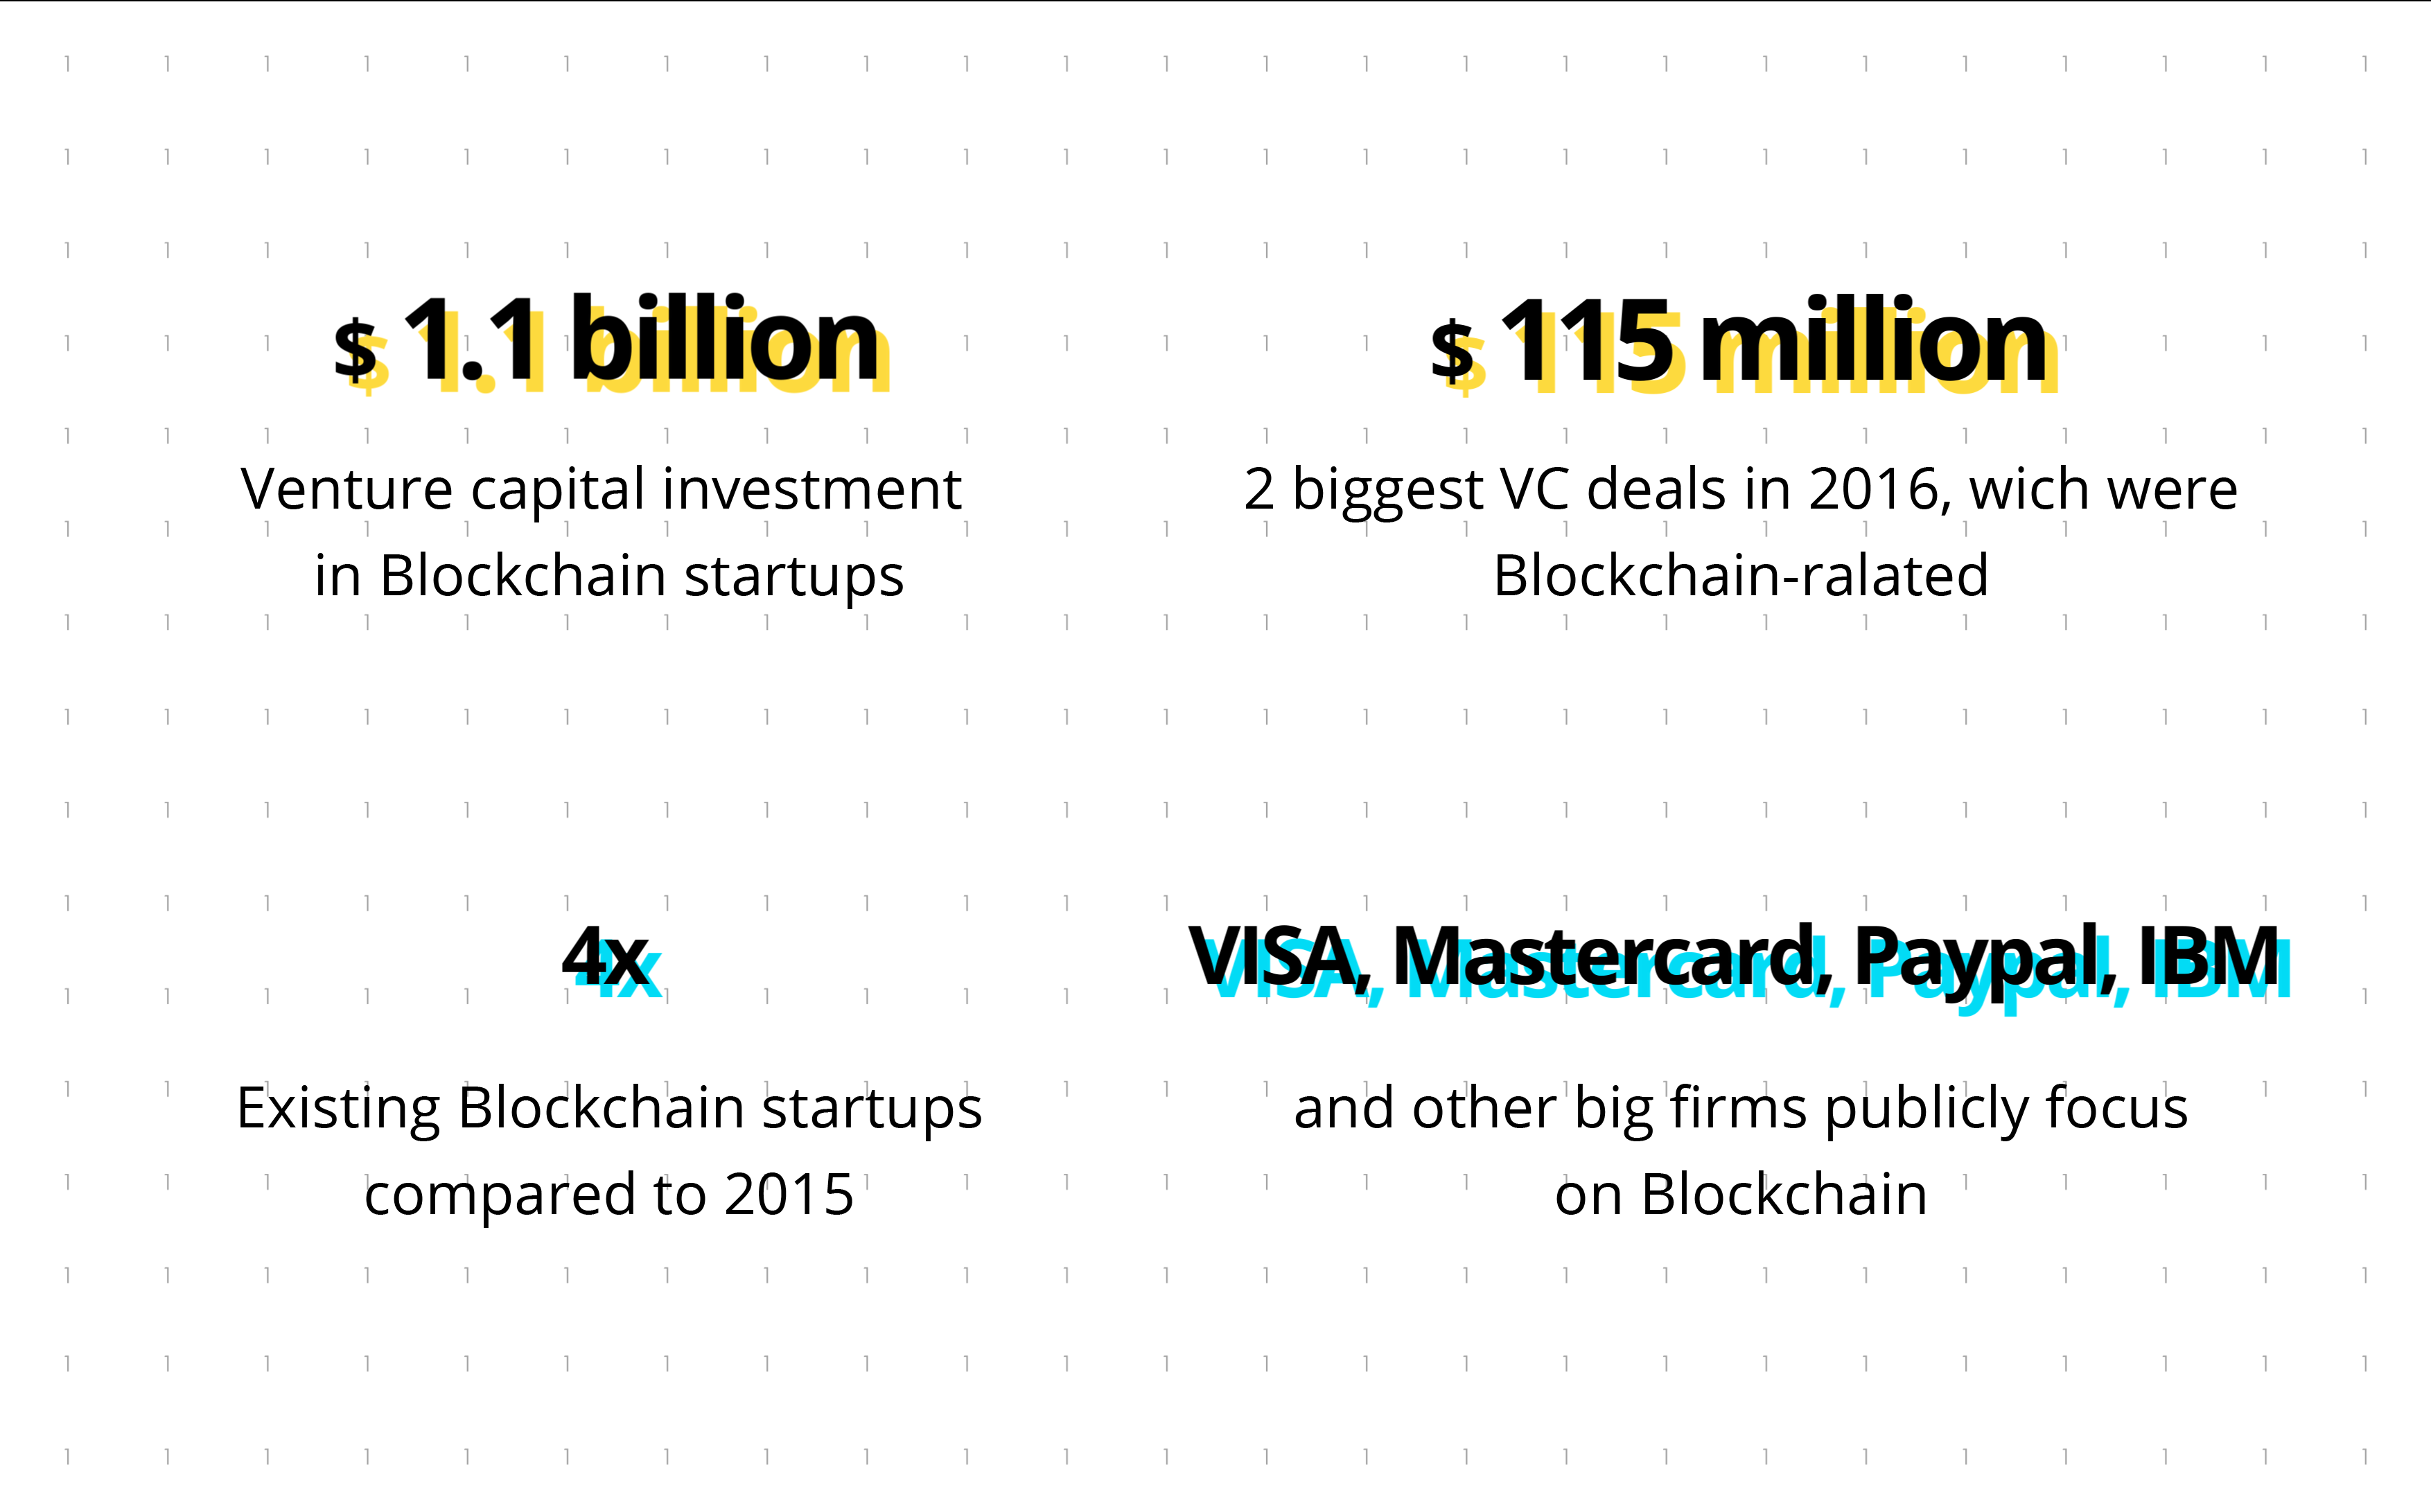 $ 1.1 billion
Venture capital investment
in Blockchain startups
$ 115 million
2 biggest VC deals in 2016, wich were
Blockchain-ralated
4x
Existing Blockchain startups
compared to 2015
VISA, Mastercard, Paypal, IBM
and other big firms publicly focus
on Blockchain